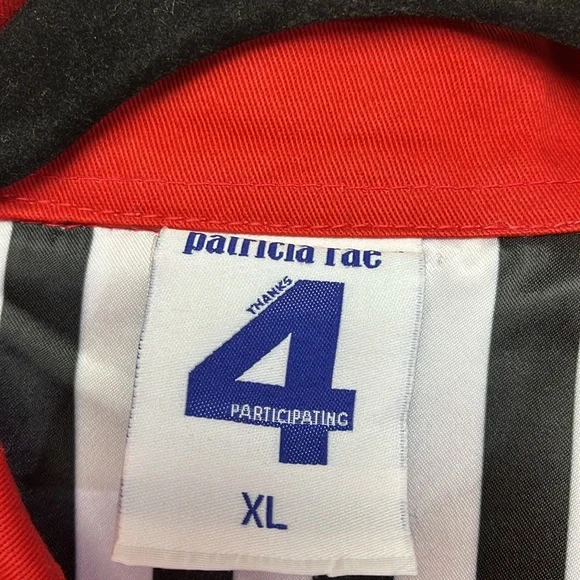 patricia rae
THANKS
4
PARTICIPATING
XL